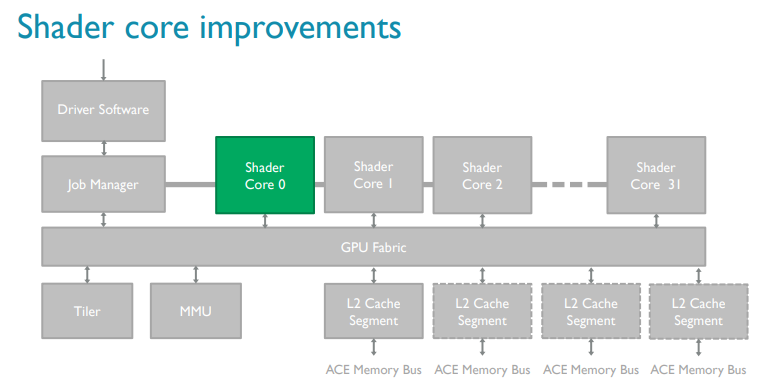 Shader core improvements
Driver Software
Job Manager
Shader
Core 0
Shader
Core 1
Shader
Core 2
Shader
Core 31
GPU Fabric
Tiler
MMU
L2 Cache
Segment
L2 Cache
Segment
L2 Cache
Segment
L2 Cache
Segment
ACE Memory Bus
ACE Memory Bus
ACE Memory Bus
ACE Memory Bus